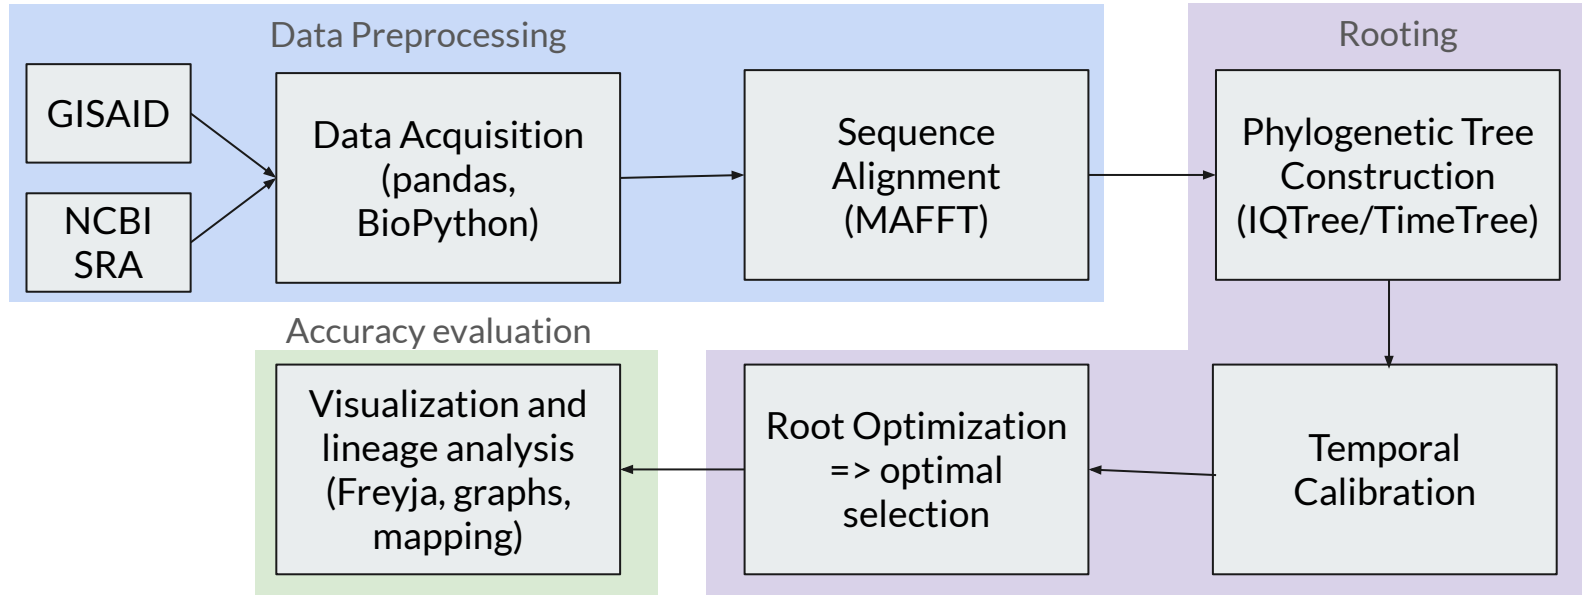 Data Preprocessing
GISAID
NCBI
SRA
Data Acquisition
(pandas,
BioPython)
Sequence
Alignment
(MAFFT)
Rooting
Phylogenetic Tree
Construction
(IQTree/TimeTree)
Temporal
Calibration
Root Optimization
=> optimal
selection
Accuracy evaluation
Visualization and
lineage analysis
(Freyja, graphs,
mapping)